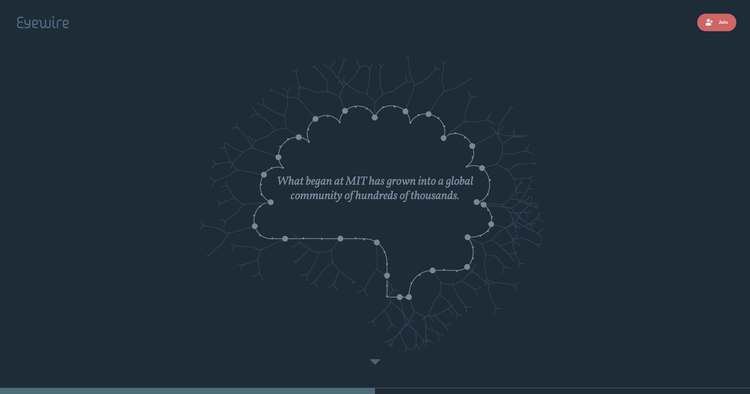 Eyewire
Join
What began at MIT has grown into a global
community of hundreds of thousands.